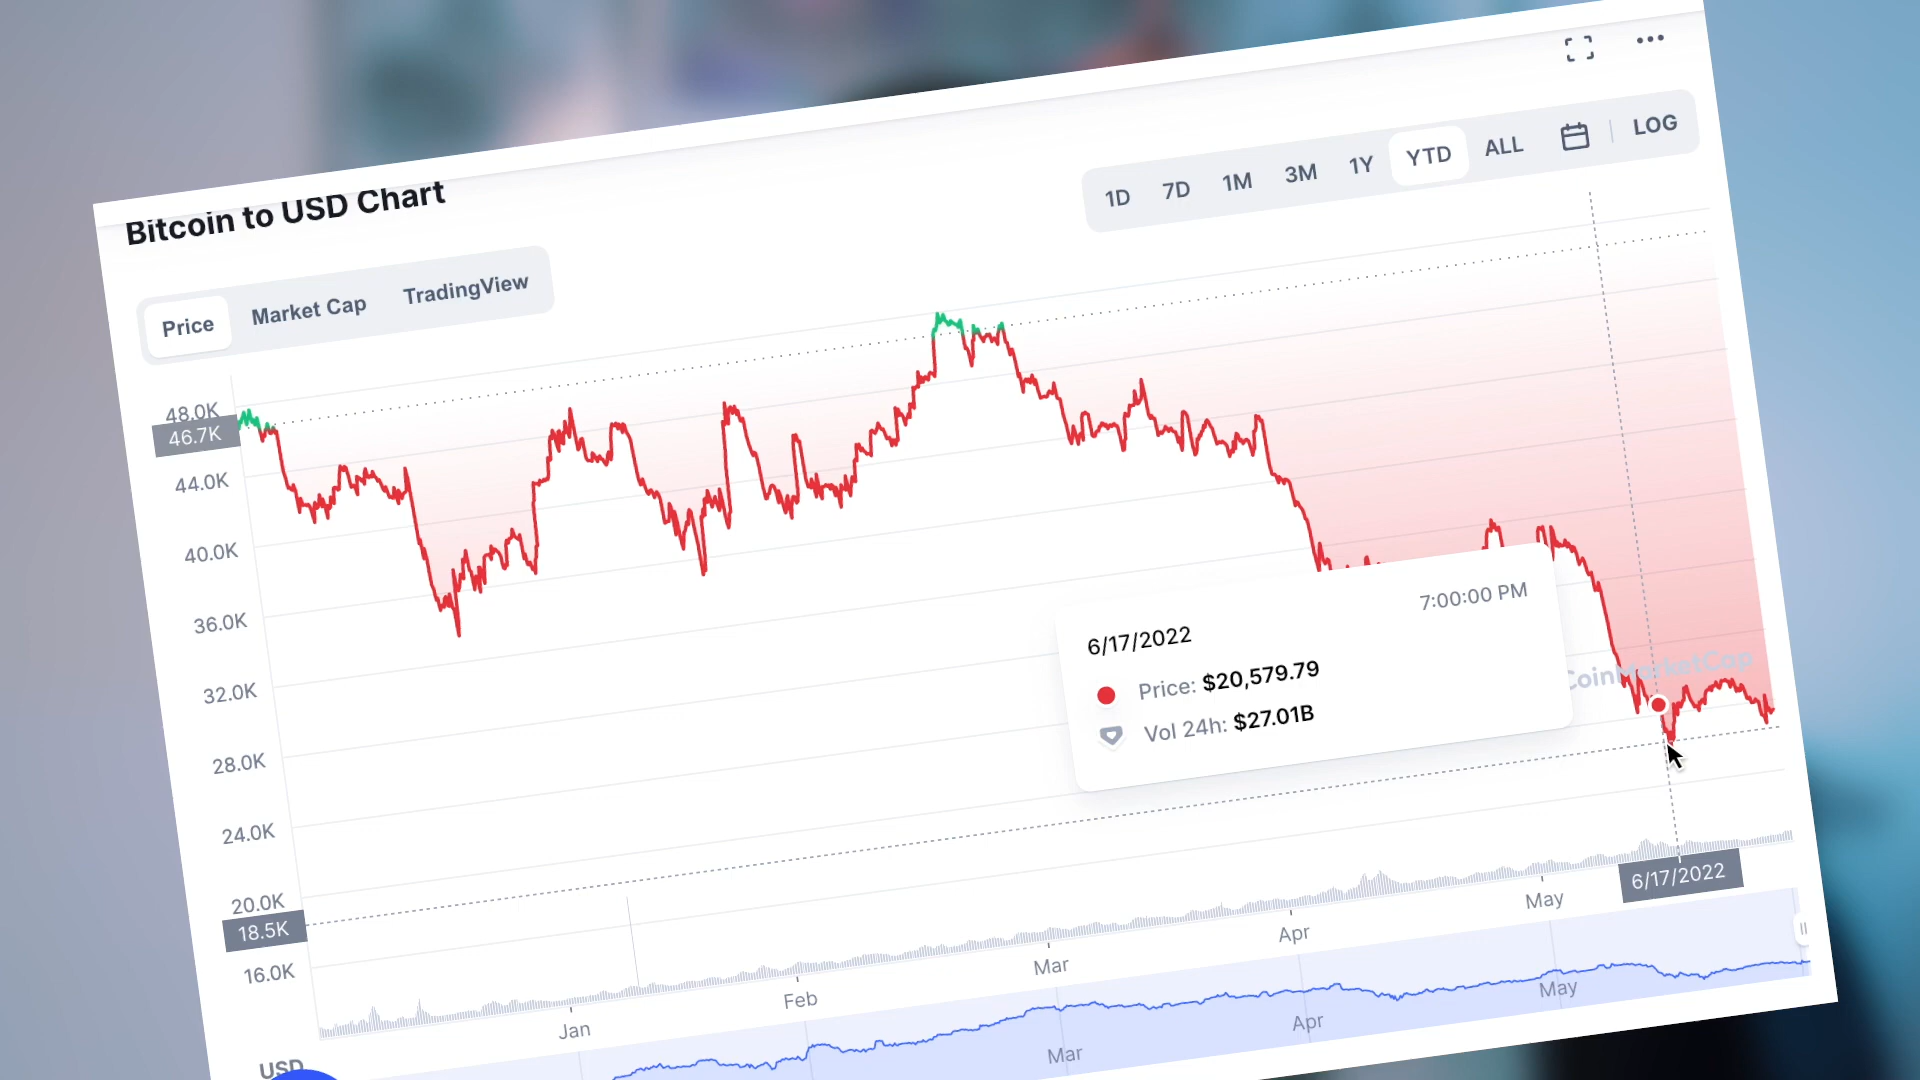 Bitcoin to USD Chart
1D 7D 1M 3M 1Y YTD ALL LOG
Price Market Cap TradingView
48.0K
46.7K
44.0K
40.0K
36.0K
32.0K
28.0K
24.0K
20.0K
18.5K
16.0K
6/17/2022 7:00:00 PM
Price: $20,579.79
Vol 24h: $27.01B
CoinMarketCap
6/17/2022
Jan Feb Mar Apr May
Mar Apr May
USD